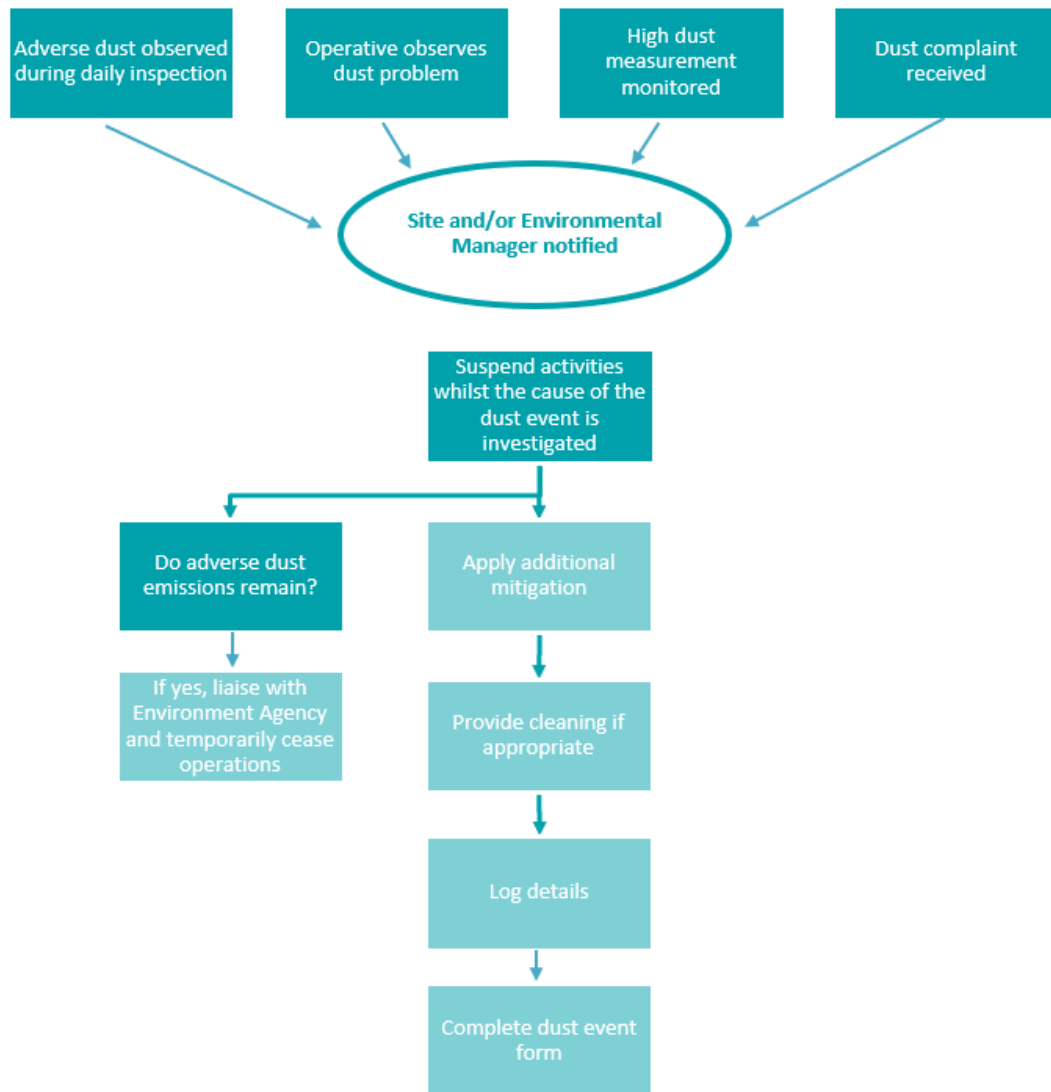 Adverse dust observed
during daily inspection
Operative observes
dust problem
High dust
measurement
monitored
Dust complaint
received
Site and/or Environmental
Manager notified
Suspend activities
whilst the cause of the
dust event is
investigated
Do adverse dust
emissions remain?
Apply additional
mitigation
If yes, liaise with
Environment Agency
and temporarily cease
operations
Provide cleaning if
appropriate
Log details
Complete dust event
form